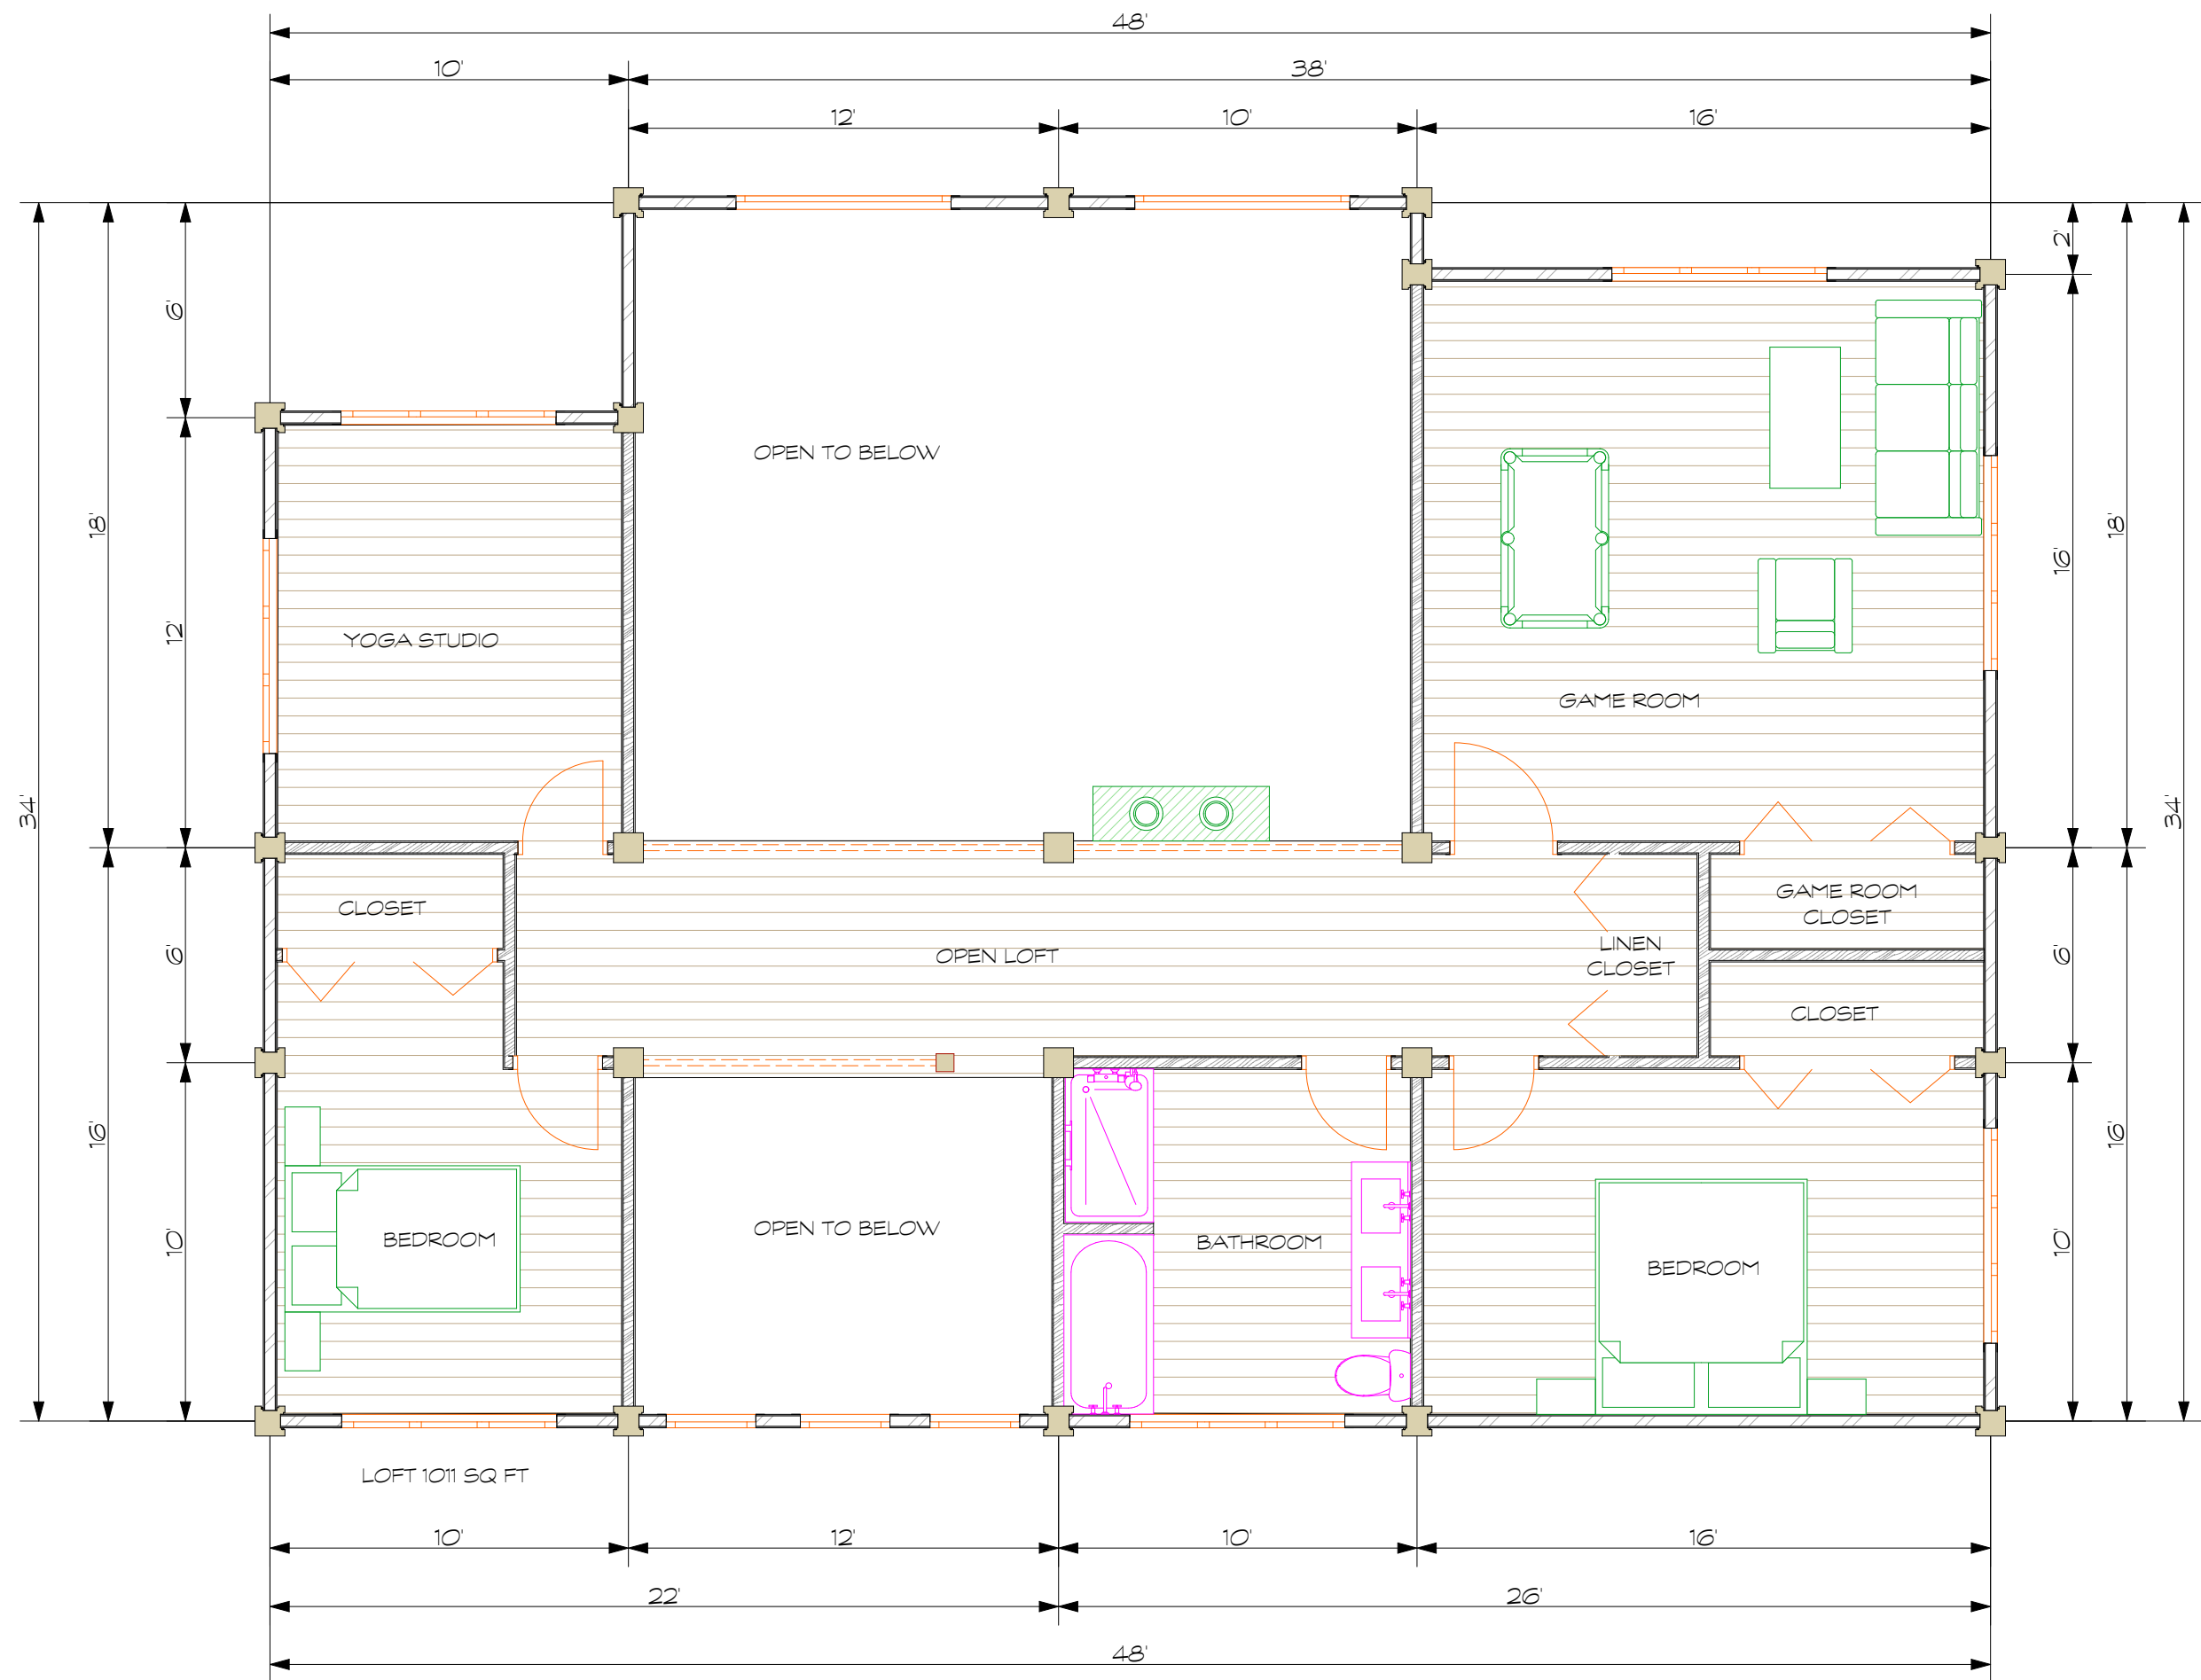 48'
10'
38'
12'
10'
16'
2'
6'
OPEN TO BELOW
18'
18'
16'
12'
YOGA STUDIO
GAME ROOM
34'
34'
GAME ROOM
CLOSET
CLOSET
LINEN
CLOSET
OPEN LOFT
6'
6'
CLOSET
16'
16'
10'
10'
BEDROOM
OPEN TO BELOW
BATHROOM
BEDROOM
LOFT 1011 SQ FT
10'
12'
10'
16'
22'
26'
48'